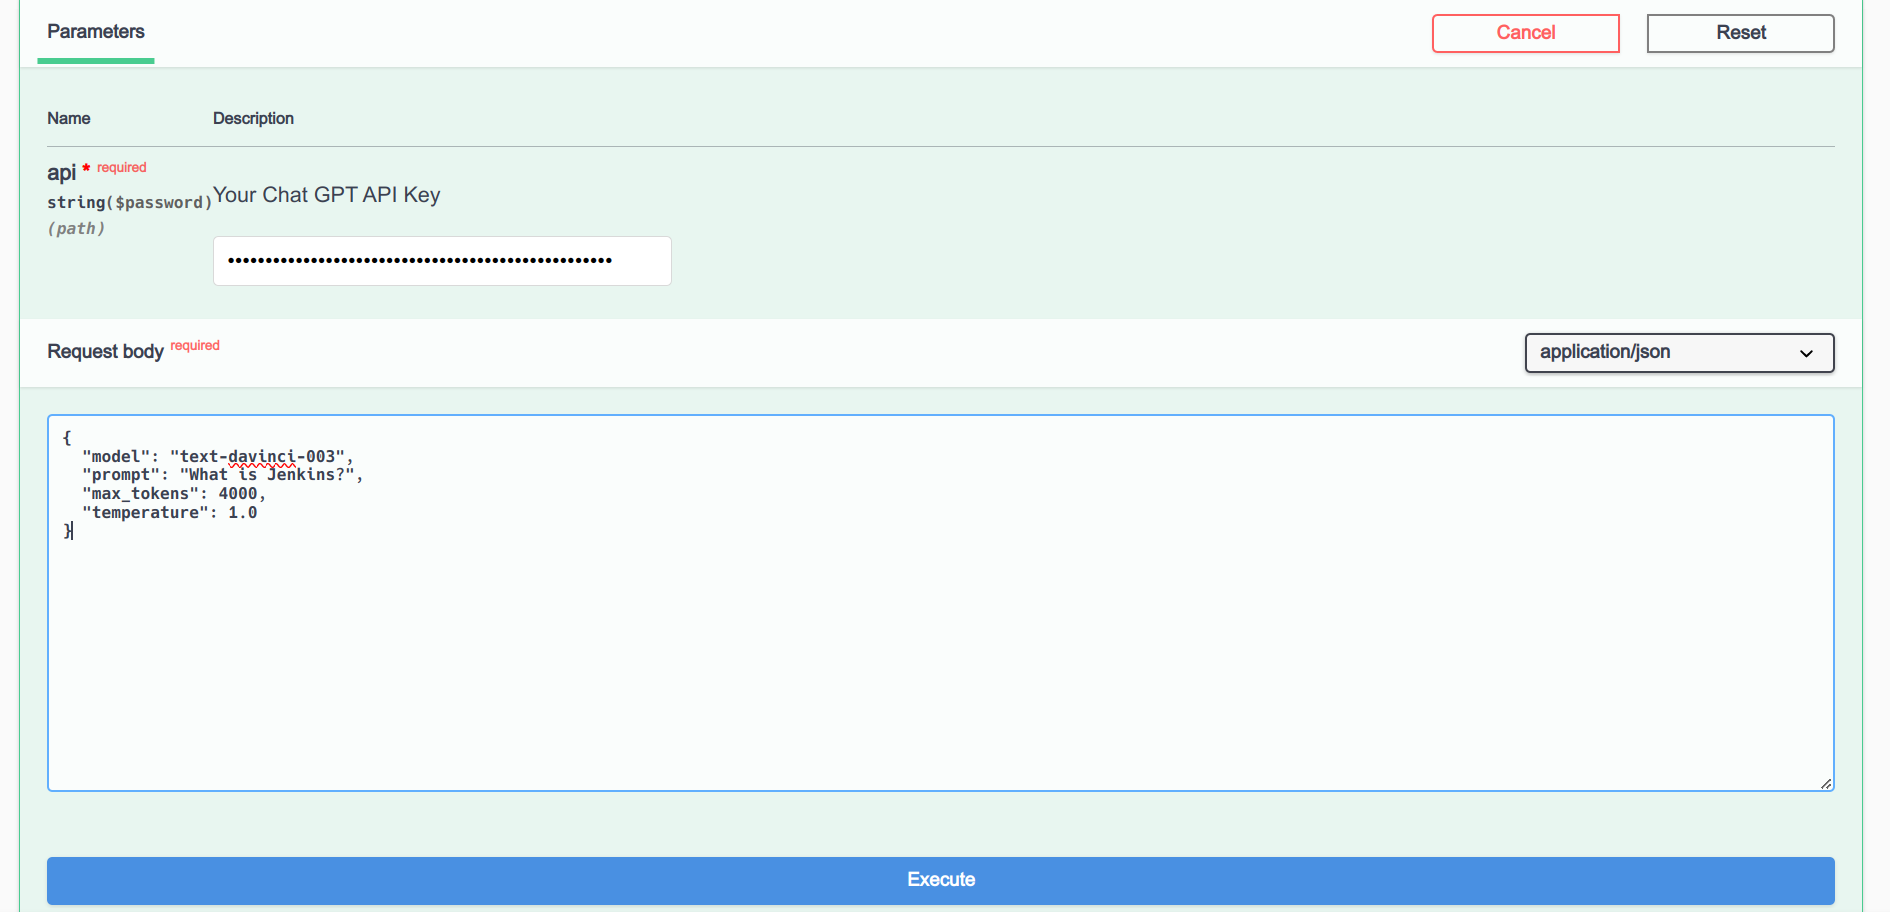 Parameters
Cancel
Reset
Name Description
api * required
string($password)
(path)
Your Chat GPT API Key
••••••••••••••••••••••••••••••••••••••••••••••••••••
Request body required
application/json
{
"model": "text-davinci-003",
"prompt": "What is Jenkins?",
"max_tokens": 4000,
"temperature": 1.0
}
Execute